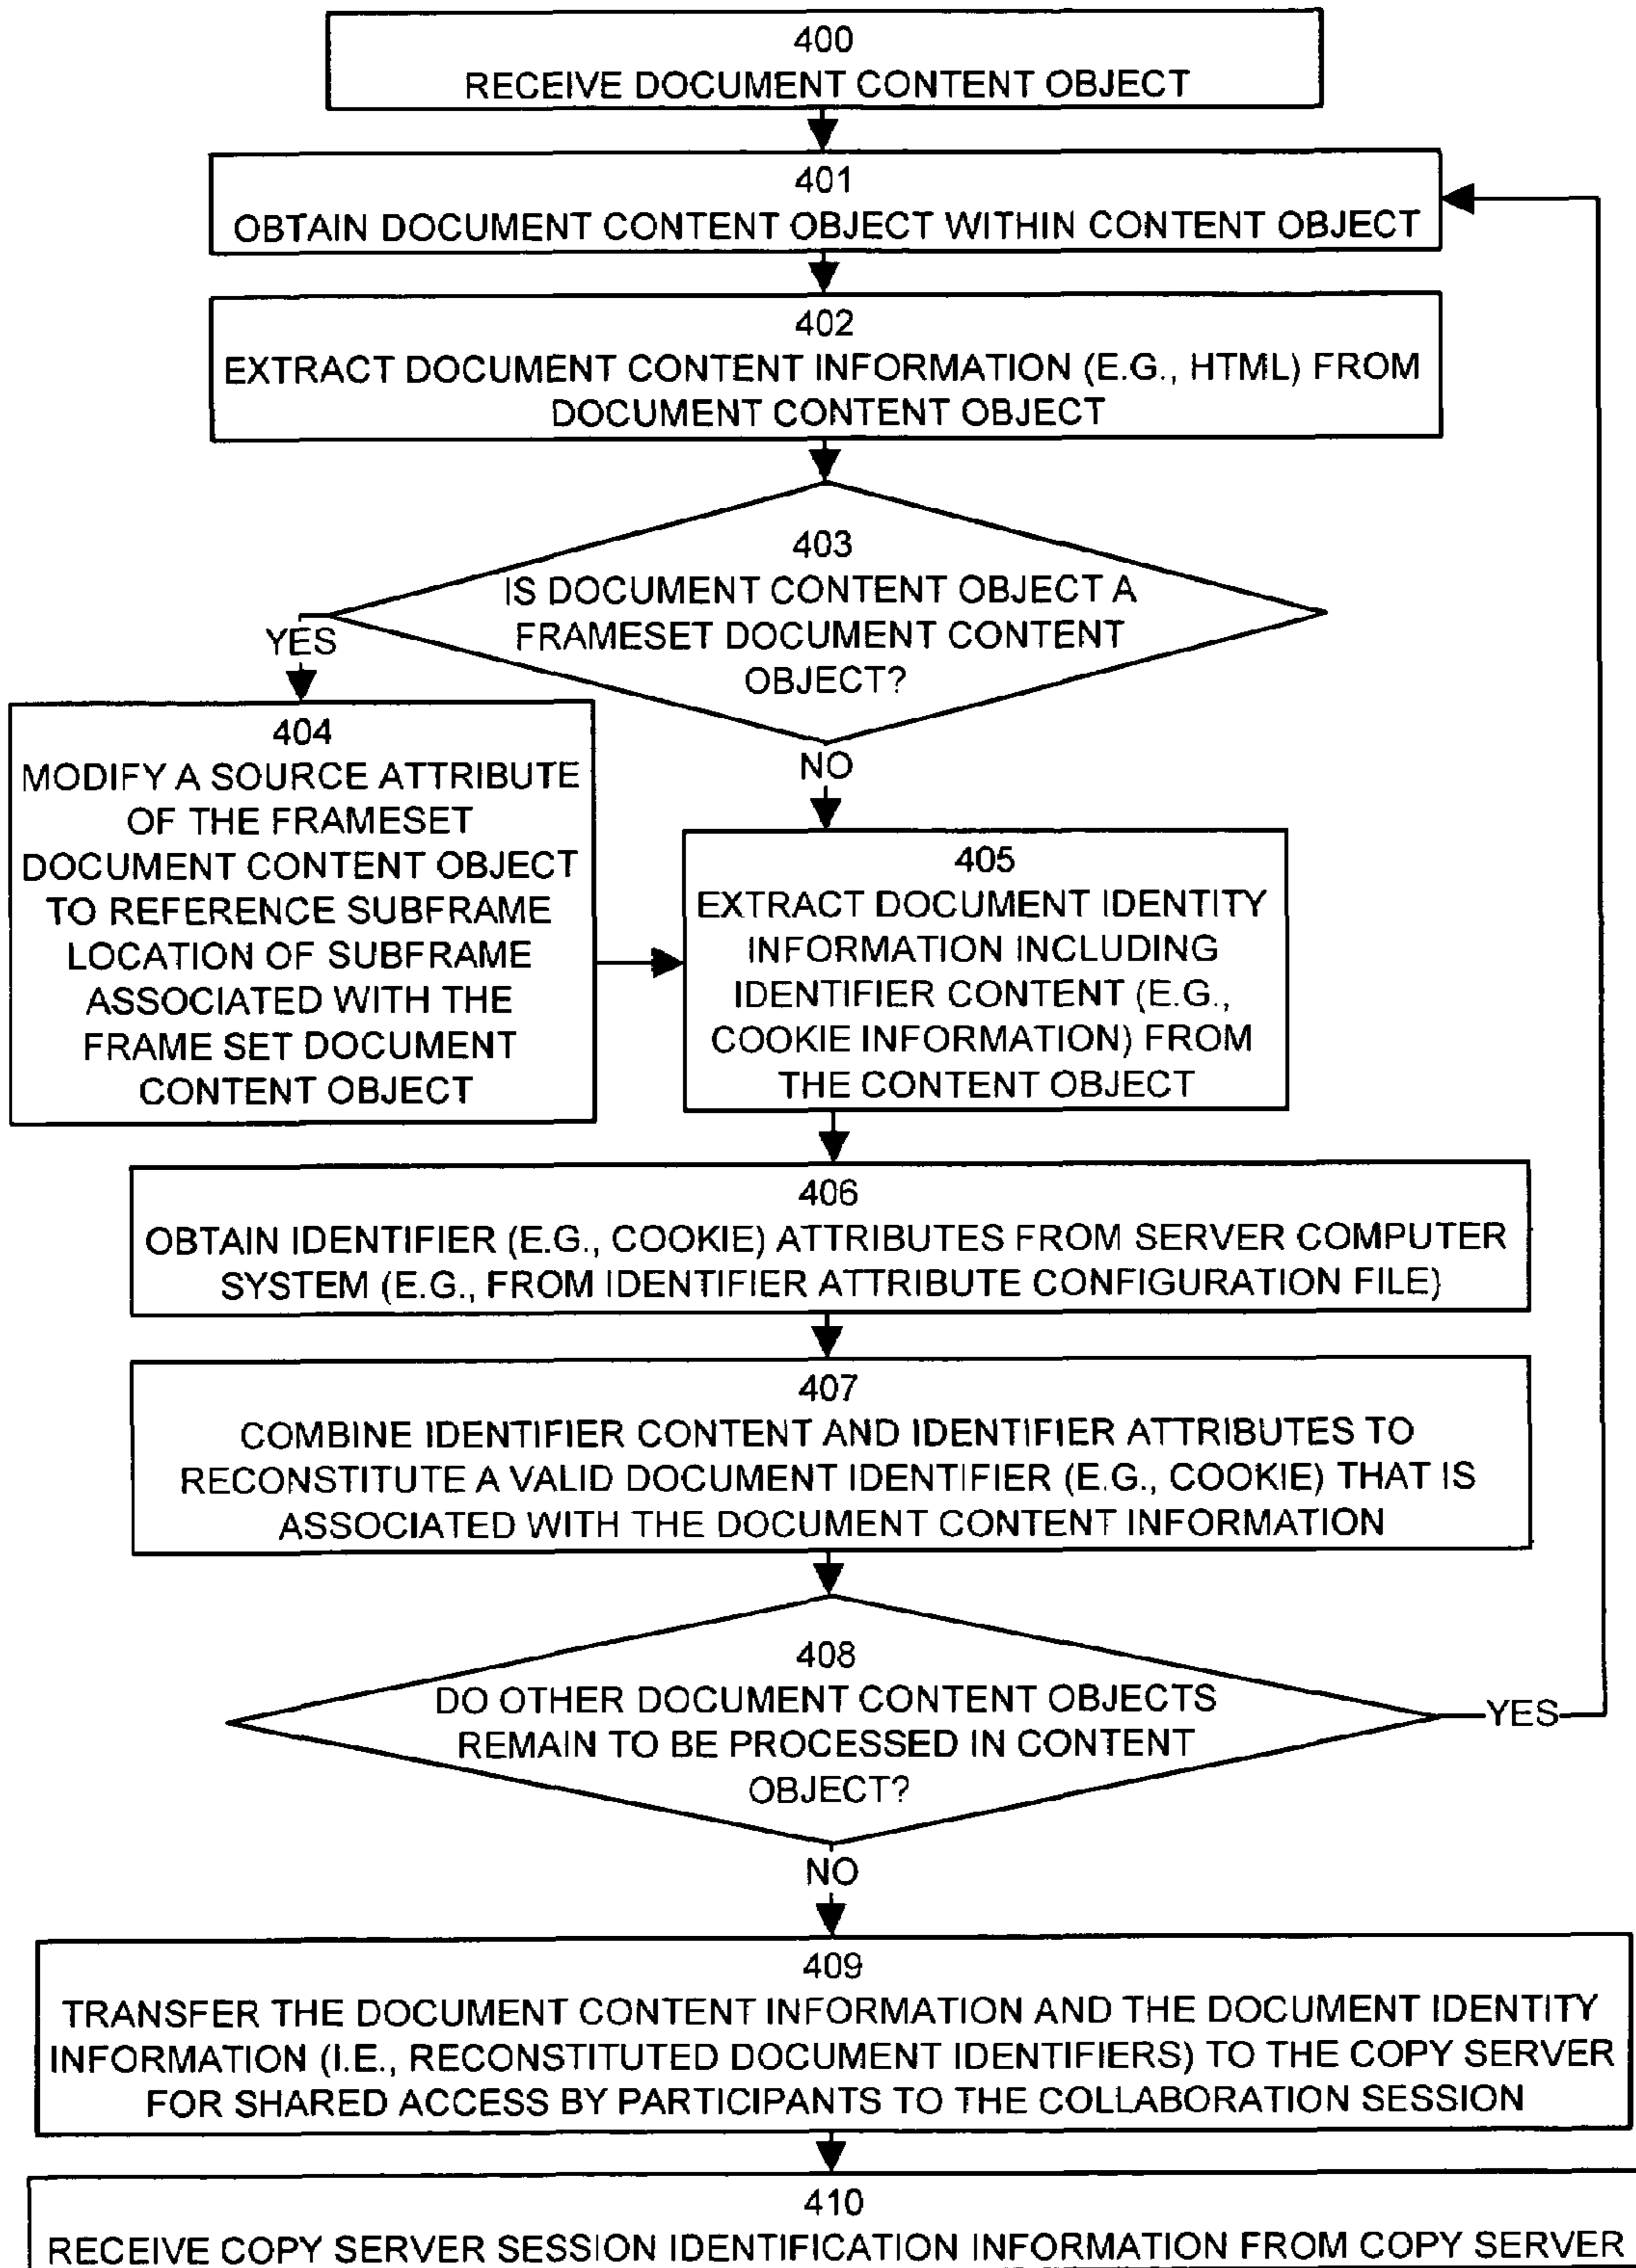 400
RECEIVE DOCUMENT CONTENT OBJECT
401
OBTAIN DOCUMENT CONTENT OBJECT WITHIN CONTENT OBJECT
402
EXTRACT DOCUMENT CONTENT INFORMATION (E.G., HTML) FROM
DOCUMENT CONTENT OBJECT
403
IS DOCUMENT CONTENT OBJECT A
FRAMESET DOCUMENT CONTENT
OBJECT?
YES
404
MODIFY A SOURCE ATTRIBUTE
OF THE FRAMESET
DOCUMENT CONTENT OBJECT
TO REFERENCE SUBFRAME
LOCATION OF SUBFRAME
ASSOCIATED WITH THE
FRAME SET DOCUMENT
CONTENT OBJECT
NO
405
EXTRACT DOCUMENT IDENTITY
INFORMATION INCLUDING
IDENTIFIER CONTENT (E.G.,
COOKIE INFORMATION) FROM
THE CONTENT OBJECT
406
OBTAIN IDENTIFIER (E.G., COOKIE) ATTRIBUTES FROM SERVER COMPUTER
SYSTEM (E.G., FROM IDENTIFIER ATTRIBUTE CONFIGURATION FILE)
407
COMBINE IDENTIFIER CONTENT AND IDENTIFIER ATTRIBUTES TO
RECONSTITUTE A VALID DOCUMENT IDENTIFIER (E.G., COOKIE) THAT IS
ASSOCIATED WITH THE DOCUMENT CONTENT INFORMATION
408
DO OTHER DOCUMENT CONTENT OBJECTS
REMAIN TO BE PROCESSED IN CONTENT
OBJECT?
YES
NO
409
TRANSFER THE DOCUMENT CONTENT INFORMATION AND THE DOCUMENT IDENTITY
INFORMATION (I.E., RECONSTITUTED DOCUMENT IDENTIFIERS) TO THE COPY SERVER
FOR SHARED ACCESS BY PARTICIPANTS TO THE COLLABORATION SESSION
410
RECEIVE COPY SERVER SESSION IDENTIFICATION INFORMATION FROM COPY SERVER